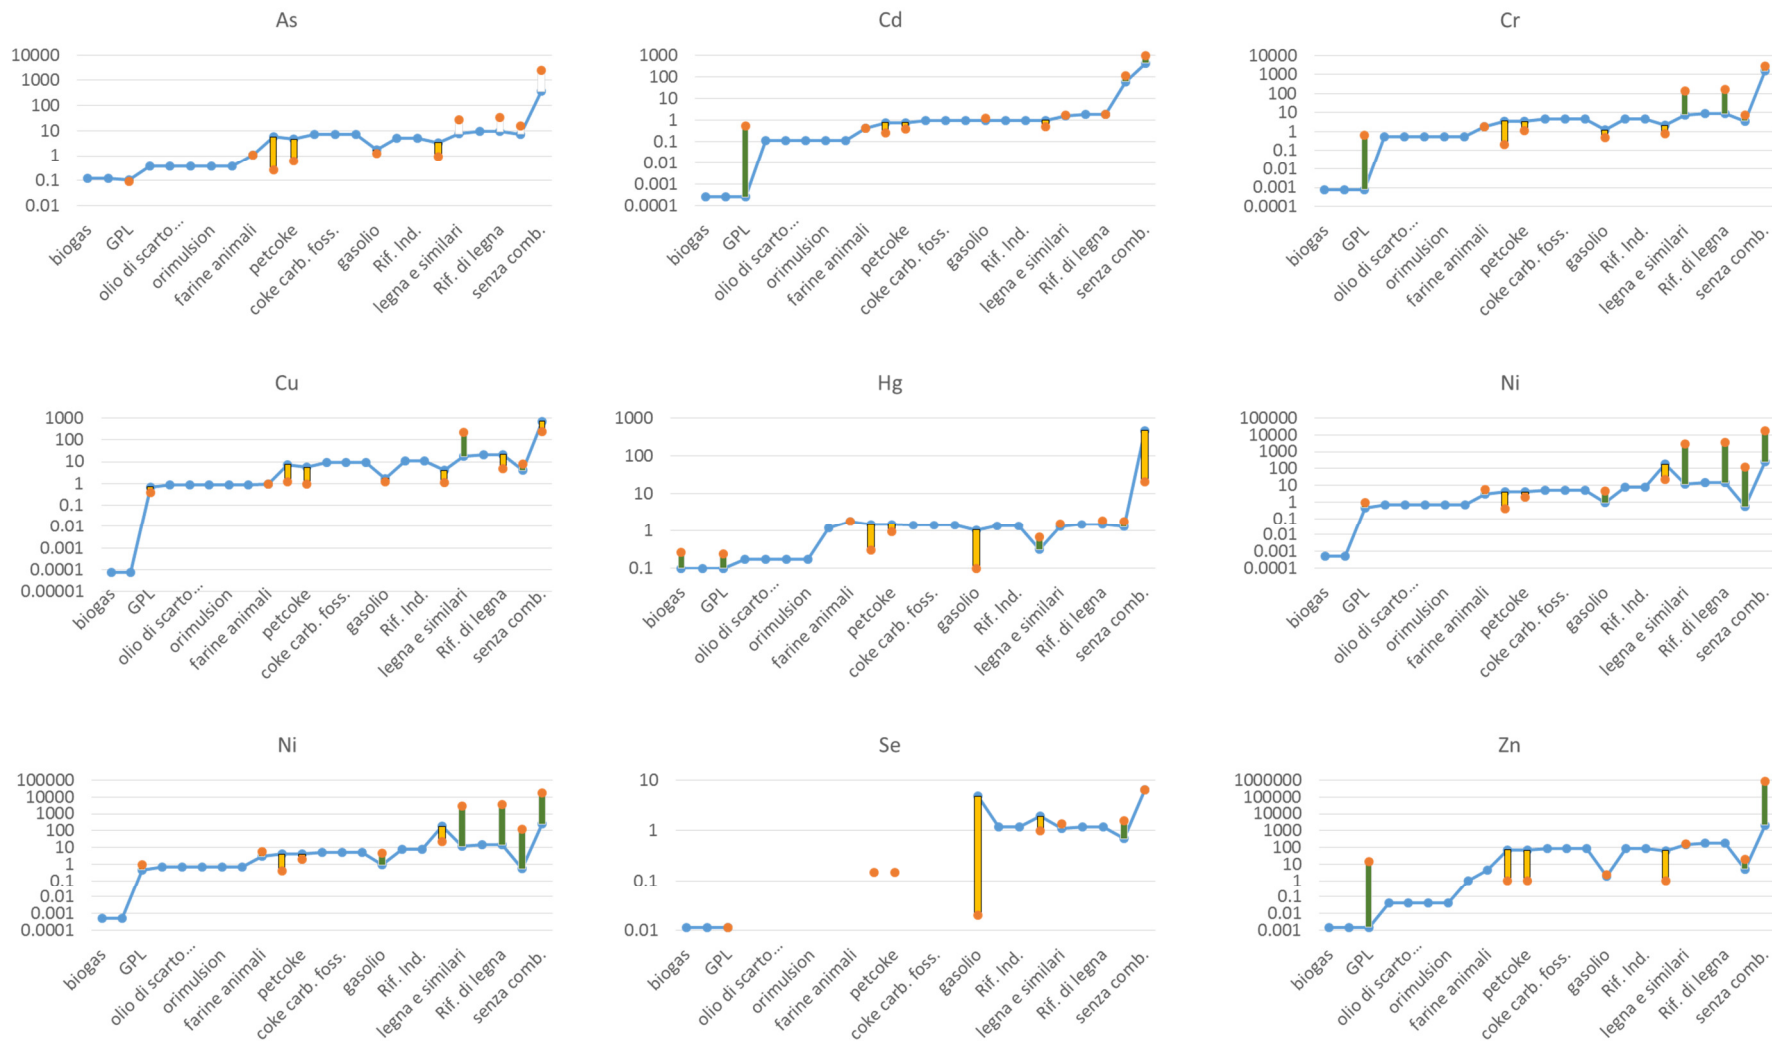 As
10000
1000
100
10
1
0.1
0.01
biogas
GPL
olio di scarto...
orimulsion
farine animali
petcoke
coke carb. foss.
gasolio
Rif. Ind.
legna e similari
Rif. di legna
senza comb.
Cd
1000
100
10
1
0.1
0.01
0.001
0.0001
biogas
GPL
olio di scarto...
orimulsion
farine animali
petcoke
coke carb. foss.
gasolio
Rif. Ind.
legna e similari
Rif. di legna
senza comb.
Cr
10000
1000
100
10
1
0.1
0.01
0.001
0.0001
biogas
GPL
olio di scarto...
orimulsion
farine animali
petcoke
coke carb. foss.
gasolio
Rif. Ind.
legna e similari
Rif. di legna
senza comb.
Cu
1000
100
10
1
0.1
0.01
0.001
0.0001
0.00001
biogas
GPL
olio di scarto...
orimulsion
farine animali
petcoke
coke carb. foss.
gasolio
Rif. Ind.
legna e similari
Rif. di legna
senza comb.
Hg
1000
100
10
1
0.1
biogas
GPL
olio di scarto...
orimulsion
farine animali
petcoke
coke carb. foss.
gasolio
Rif. Ind.
legna e similari
Rif. di legna
senza comb.
Ni
100000
10000
1000
100
10
1
0.1
0.01
0.001
0.0001
biogas
GPL
olio di scarto...
orimulsion
farine animali
petcoke
coke carb. foss.
gasolio
Rif. Ind.
legna e similari
Rif. di legna
senza comb.
Ni
100000
10000
1000
100
10
1
0.1
0.01
0.001
0.0001
biogas
GPL
olio di scarto...
orimulsion
farine animali
petcoke
coke carb. foss.
gasolio
Rif. Ind.
legna e similari
Rif. di legna
senza comb.
Se
10
1
0.1
0.01
biogas
GPL
olio di scarto...
orimulsion
farine animali
petcoke
coke carb. foss.
gasolio
Rif. Ind.
legna e similari
Rif. di legna
senza comb.
Zn
1000000
100000
10000
1000
100
10
1
0.1
0.01
0.001
biogas
GPL
olio di scarto...
orimulsion
farine animali
petcoke
coke carb. foss.
gasolio
Rif. Ind.
legna e similari
Rif. di legna
senza comb.